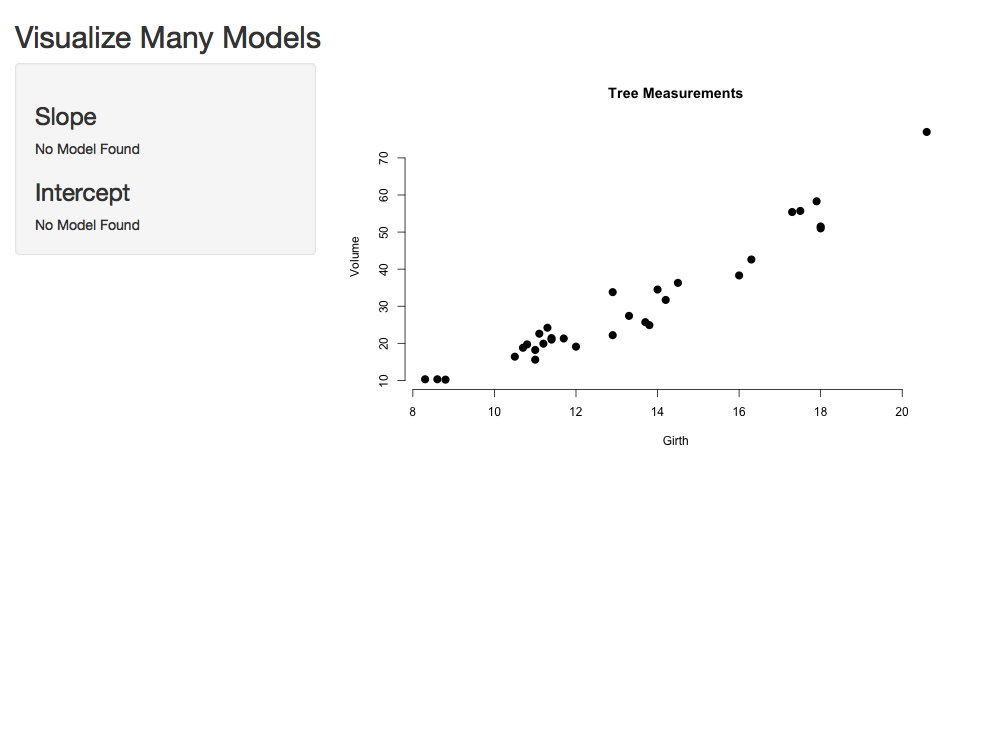 Visualize Many Models
Slope
No Model Found
Intercept
No Model Found
Tree Measurements
Volume
70
60
50
40
30
20
10
8 10 12 14 16 18 20
Girth